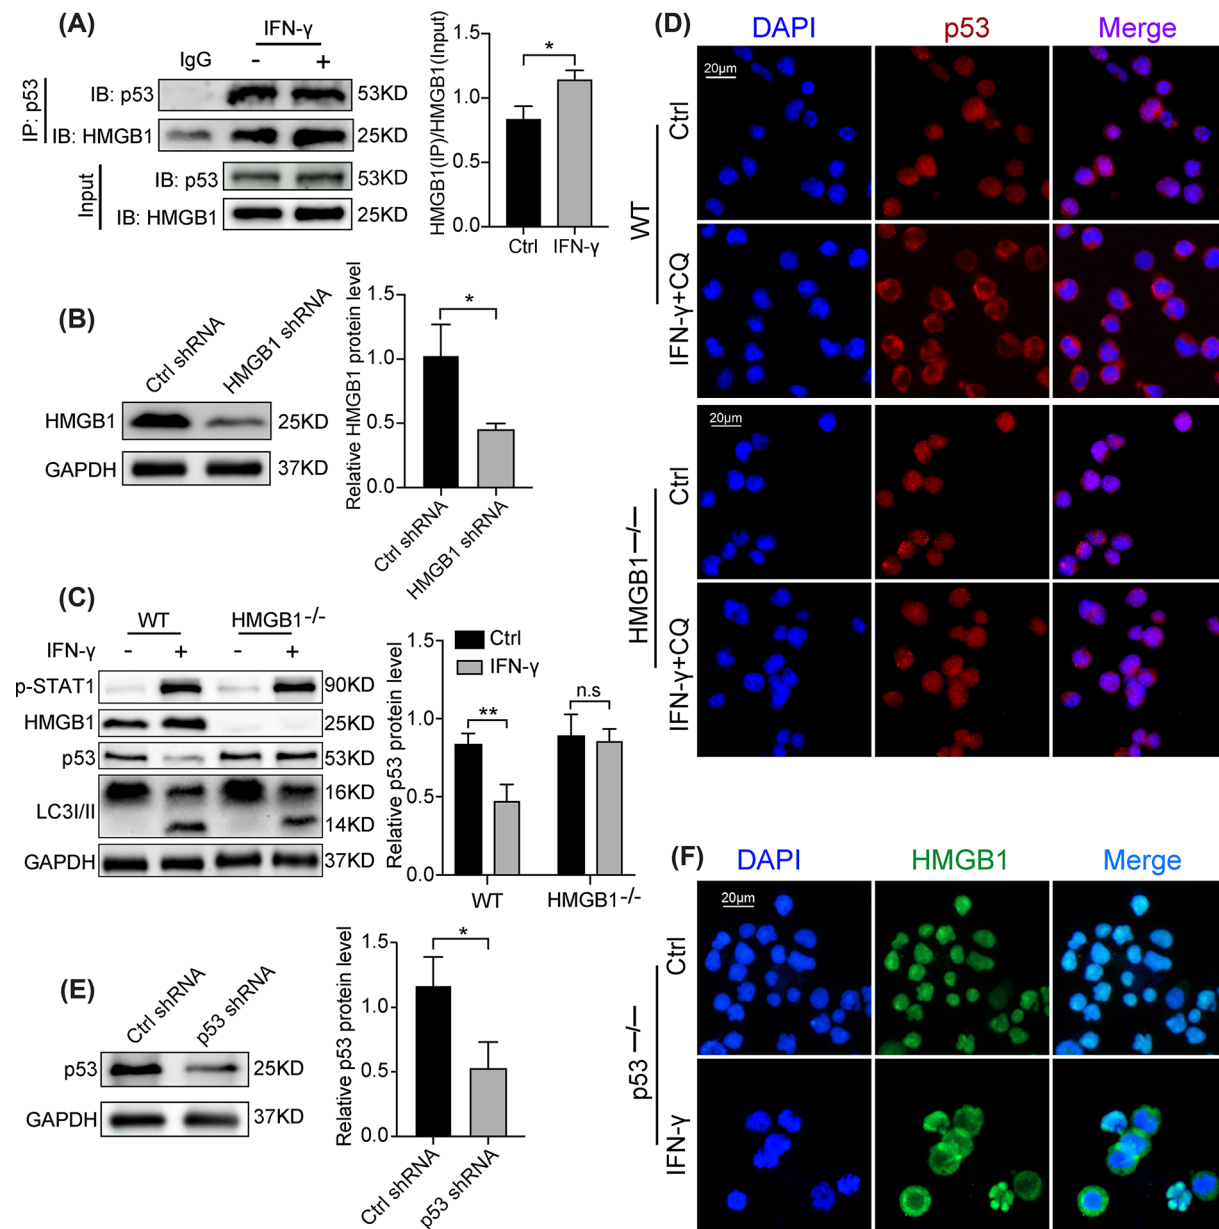 (A)
IFN-γ
IgG - +
IP: p53
IB: p53 53KD
IB: HMGB1 25KD
Input
IB: p53 53KD
IB: HMGB1 25KD
HMGB1(IP)/HMGB1(Input)
1.5
1.0
0.5
0.0
*
Ctrl IFN-γ
(B)
Ctrl shRNA
HMGB1 shRNA
HMGB1 25KD
GAPDH 37KD
Relative HMGB1 protein level
1.5
1.0
0.5
0.0
*
Ctrl shRNA
HMGB1 shRNA
(C)
WT HMGB1-/-
IFN-γ - + - +
p-STAT1 90KD
HMGB1 25KD
p53 53KD
LC3I/II 16KD
14KD
GAPDH 37KD
Relative p53 protein level
1.5
1.0
0.5
0.0
Ctrl
IFN-γ
**
n.s
WT HMGB1-/-
(D)
DAPI p53 Merge
20μm
WT
Ctrl
IFN-γ+CQ
20μm
HMGB1-/-
Ctrl
IFN-γ+CQ
(E)
Ctrl shRNA
p53 shRNA
p53 25KD
GAPDH 37KD
Relative p53 protein level
1.5
1.0
0.5
0.0
*
Ctrl shRNA
p53 shRNA
(F)
DAPI HMGB1 Merge
20μm
p53-/-
Ctrl
IFN-γ